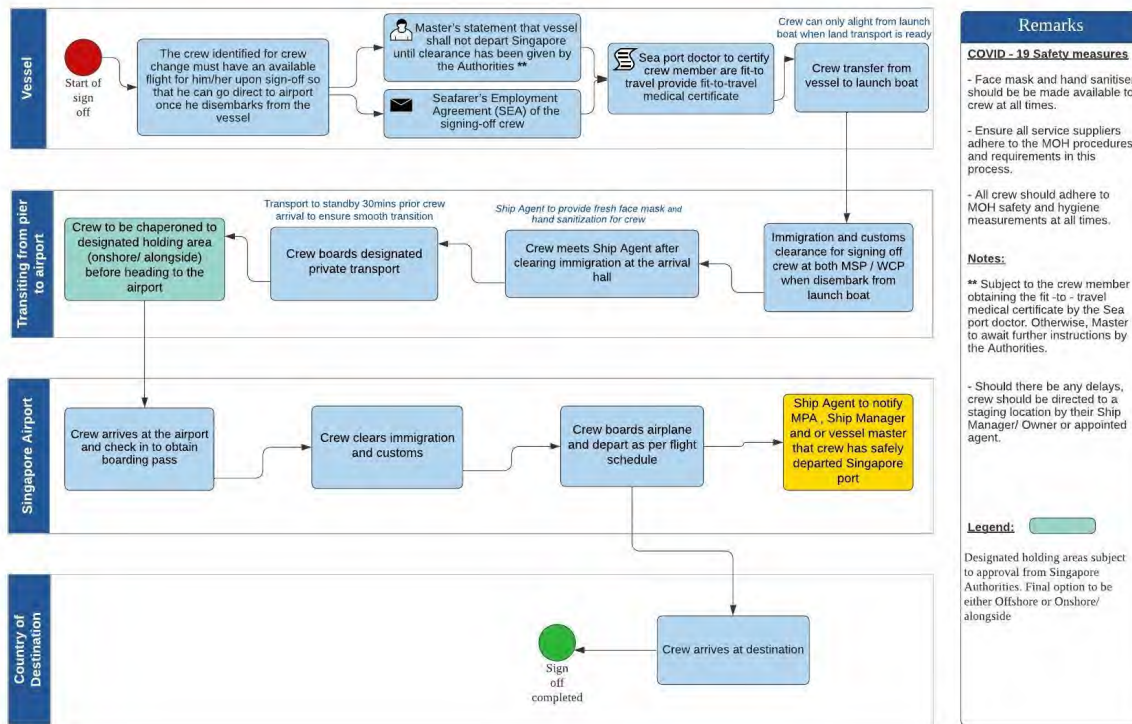 Vessel
Start of
sign
off
The crew identified for crew
change must have an available
flight for him/her upon sign-off so
that he can go direct to airport
once he disembarks from the
vessel
Master's statement that vessel
shall not depart Singapore
until clearance has been given by
the Authorities **
Seafarer's Employment
Agreement (SEA) of the
signing-off crew
Sea port doctor to certify
crew member are fit-to-
travel provide fit-to-travel
medical certificate
Crew can only alight from launch
boat when land transport is ready
Crew transfer from
vessel to launch boat
Transiting from pier
to airport
Crew to be chaperoned to
designated holding area
(onshore/ alongside)
before heading to the
airport
Transport to standby 30mins prior crew
arrival to ensure smooth transition
Crew boards designated
private transport
Ship Agent to provide fresh face mask and
hand sanitization for crew
Crew meets Ship Agent after
clearing immigration at the arrival
hall
Immigration and customs
clearance for signing off
crew at both MSP / WCP
when disembark from
launch boat
Singapore Airport
Crew arrives at the airport
and check in to obtain
boarding pass
Crew clears immigration
and customs
Crew boards airplane
and depart as per flight
schedule
Ship Agent to notify
MPA , Ship Manager
and or vessel master
that crew has safely
departed Singapore
port
Country of
Destination
Sign
off
completed
Crew arrives at destination
Remarks
COVID - 19 Safety measures
- Face mask and hand sanitiser
should be be made available to
crew at all times.
- Ensure all service suppliers
adhere to the MOH procedures
and requirements in this
process.
- All crew should adhere to
MOH safety and hygiene
measurements at all times.
Notes:
** Subject to the crew member
obtaining the fit -to - travel
medical certificate by the Sea
port doctor. Otherwise, Master
to await further instructions by
the Authorities.
- Should there be any delays,
crew should be directed to a
staging location by their Ship
Manager/ Owner or appointed
agent.
Legend:
Designated holding areas subject
to approval from Singapore
Authorities. Final option to be
either Offshore or Onshore/
alongside